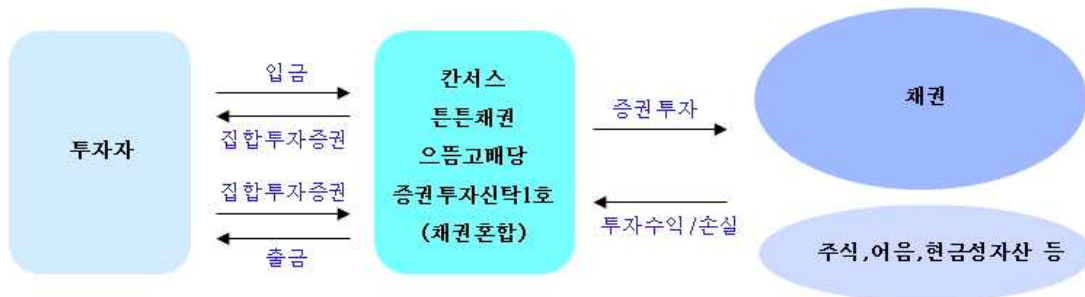 투자자
입금
집합투자증권
집합투자증권
출금
칸서스
튼튼채권
으뜸고배당
증권투자신탁1호
(채권혼합)
증권투자
투자수익/손실
채권
주식,어음,현금성자산 등